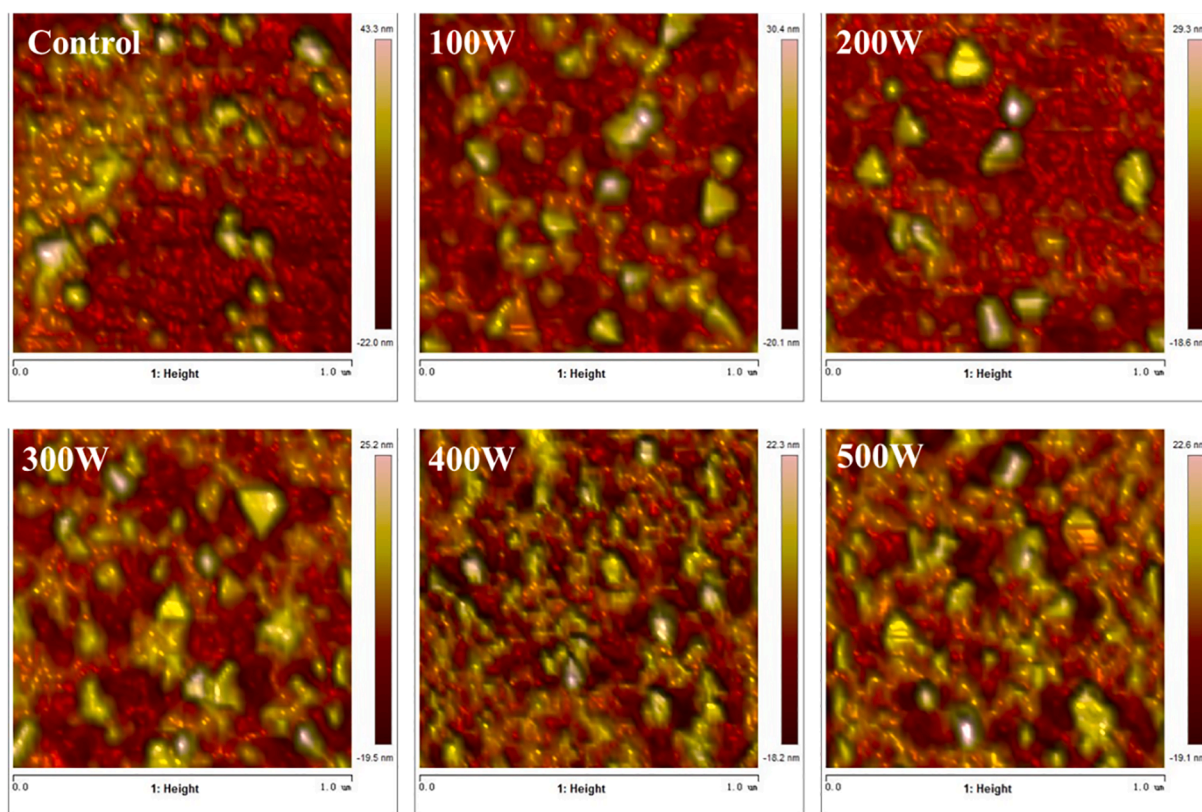 Control
43.3 nm
-22.0 nm
0.0
1: Height
1.0 um
100W
30.4 nm
-20.1 nm
0.0
1: Height
1.0 um
200W
29.3 nm
-18.6 nm
0.0
1: Height
1.0 um
300W
25.2 nm
-19.5 nm
0.0
1: Height
1.0 um
400W
22.3 nm
-18.2 nm
0.0
1: Height
1.0 um
500W
22.6 nm
-19.1 nm
0.0
1: Height
1.0 um